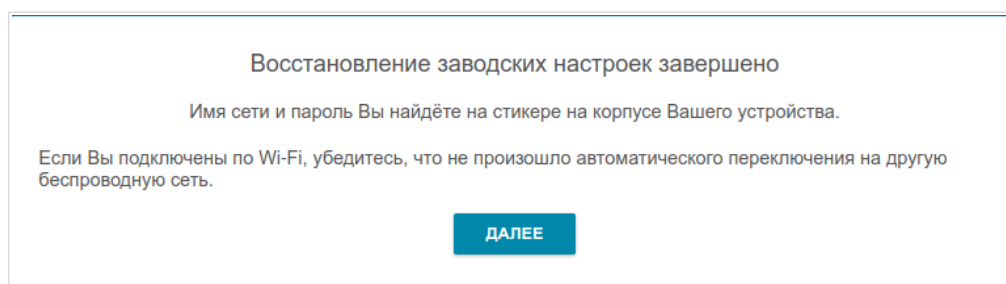 Восстановление заводских настроек завершено
Имя сети и пароль Вы найдёте на стикере на корпусе Вашего устройства.
Если Вы подключены по Wi-Fi, убедитесь, что не произошло автоматического переключения на другую
беспроводную сеть.
ДАЛЕЕ